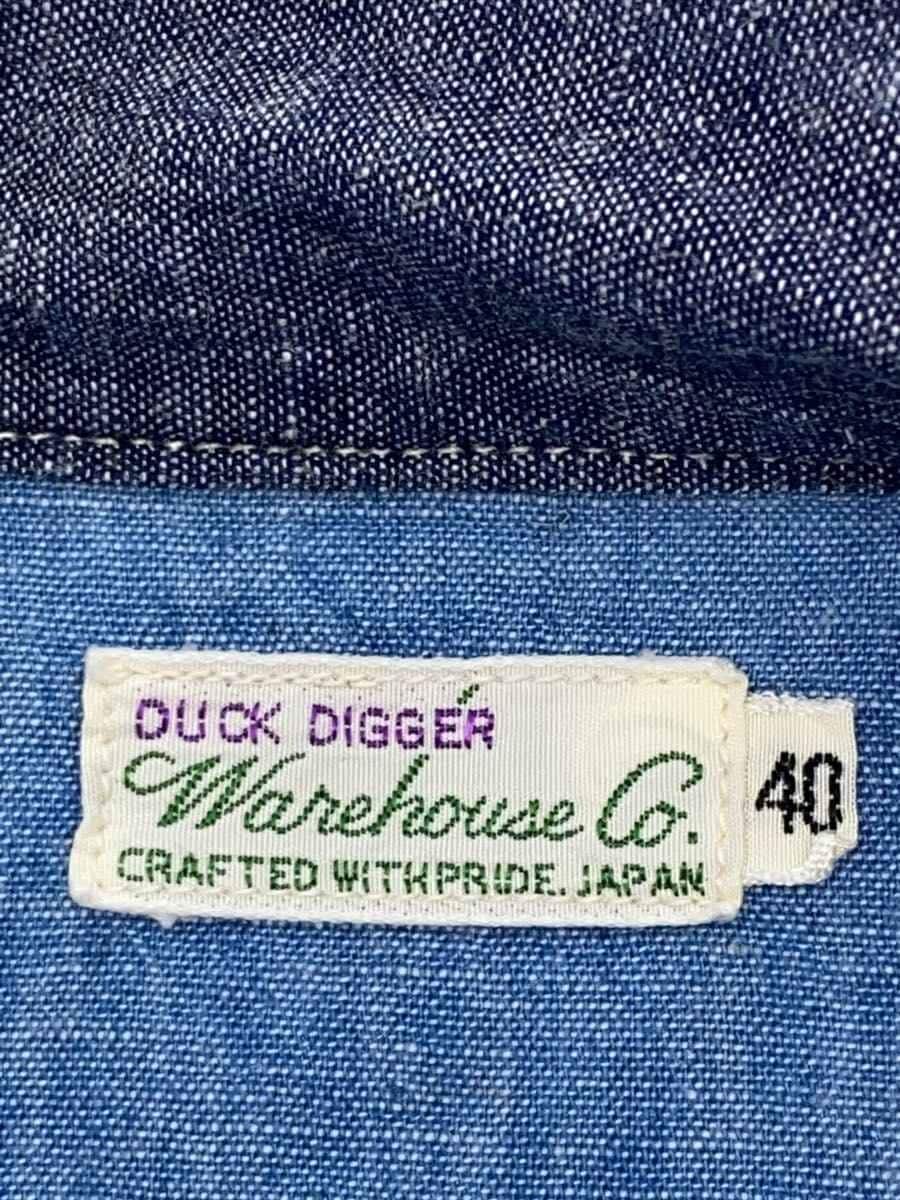 DUCK DIGGER
Warehouse Co.
CRAFTED WITH PRIDE. JAPAN
40